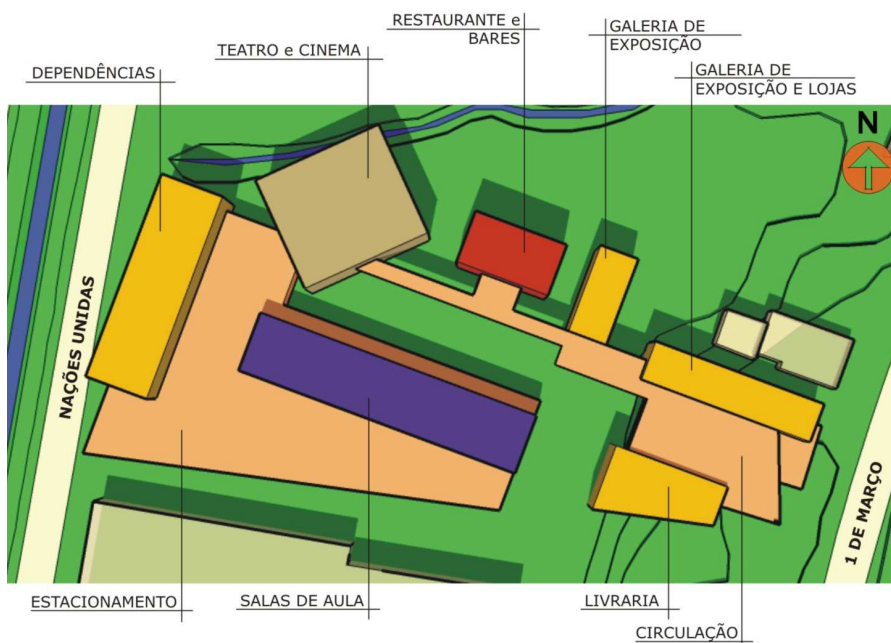 RESTAURANTE e
BARES
GALERIA DE
EXPOSIÇÃO
TEATRO e CINEMA
DEPENDÊNCIAS
GALERIA DE
EXPOSIÇÃO E LOJAS
N
NAÇÕES UNIDAS
1 DE MARÇO
ESTACIONAMENTO
SALAS DE AULA
LIVRARIA
CIRCULAÇÃO